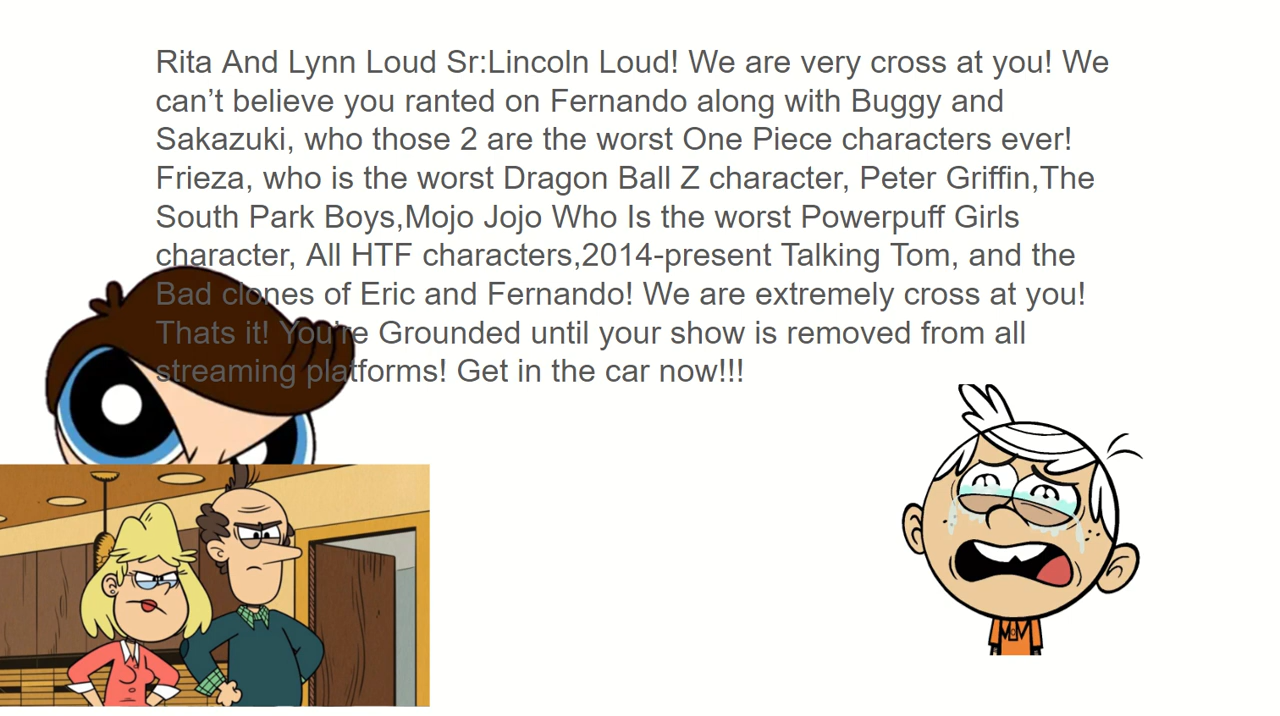 Rita And Lynn Loud Sr:Lincoln Loud! We are very cross at you! We
can’t believe you ranted on Fernando along with Buggy and
Sakazuki, who those 2 are the worst One Piece characters ever!
Frieza, who is the worst Dragon Ball Z character, Peter Griffin,The
South Park Boys,Mojo Jojo Who Is the worst Powerpuff Girls
character, All HTF characters,2014-present Talking Tom, and the
Bad clones of Eric and Fernando! We are extremely cross at you!
Thats it! You're Grounded until your show is removed from all
streaming platforms! Get in the car now!!!